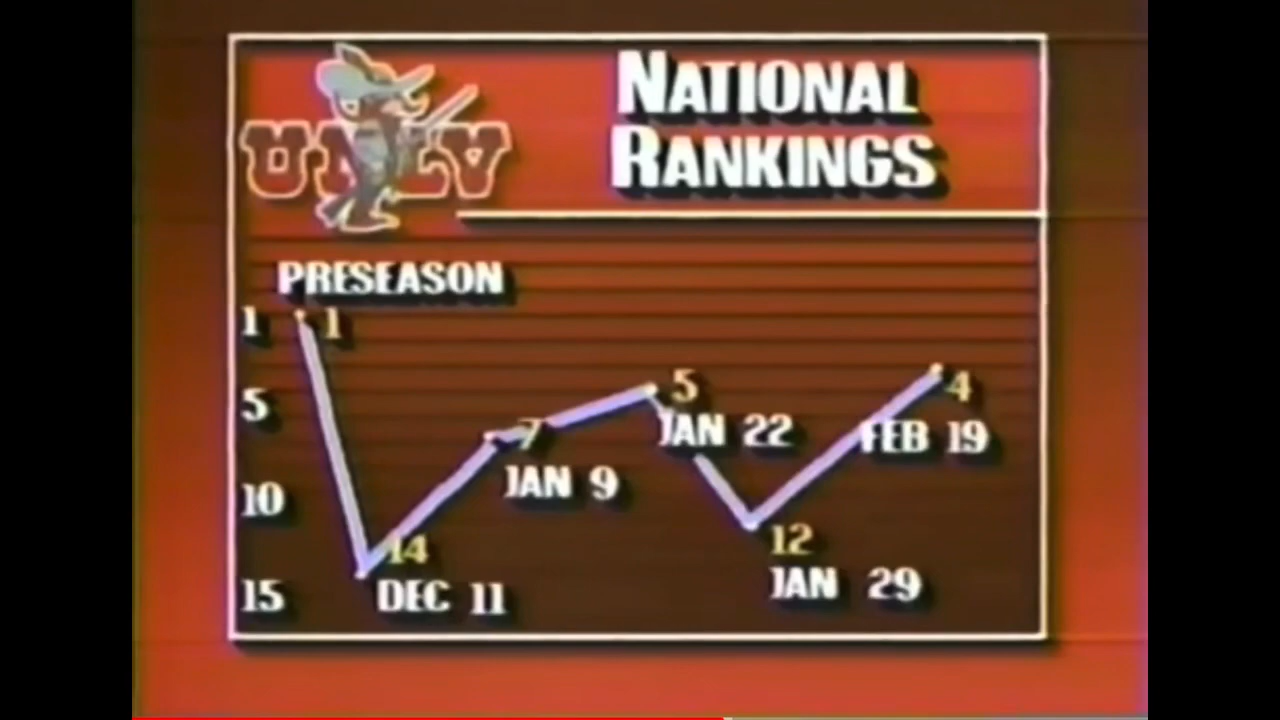 UNLV
NATIONAL
RANKINGS
PRESEASON
1
1
5
5
4
JAN 22
FEB 19
7
JAN 9
10
12
14
JAN 29
15
DEC 11